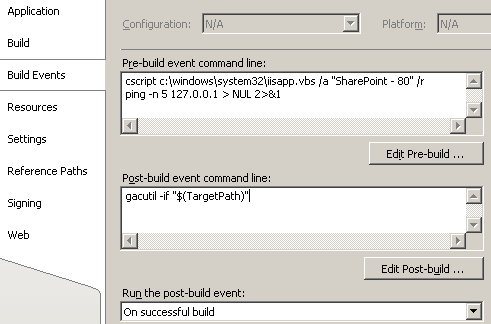 Application
Build
Build Events
Resources
Settings
Reference Paths
Signing
Web
Configuration: N/A Platform: N/A
Pre-build event command line:
cscript c:\windows\system32\iisapp.vbs /a "SharePoint - 80" /r
ping -n 5 127.0.0.1 > NUL 2>&1
Edit Pre-build ...
Post-build event command line:
gacutil -if "$(TargetPath)"
Edit Post-build ...
Run the post-build event:
On successful build